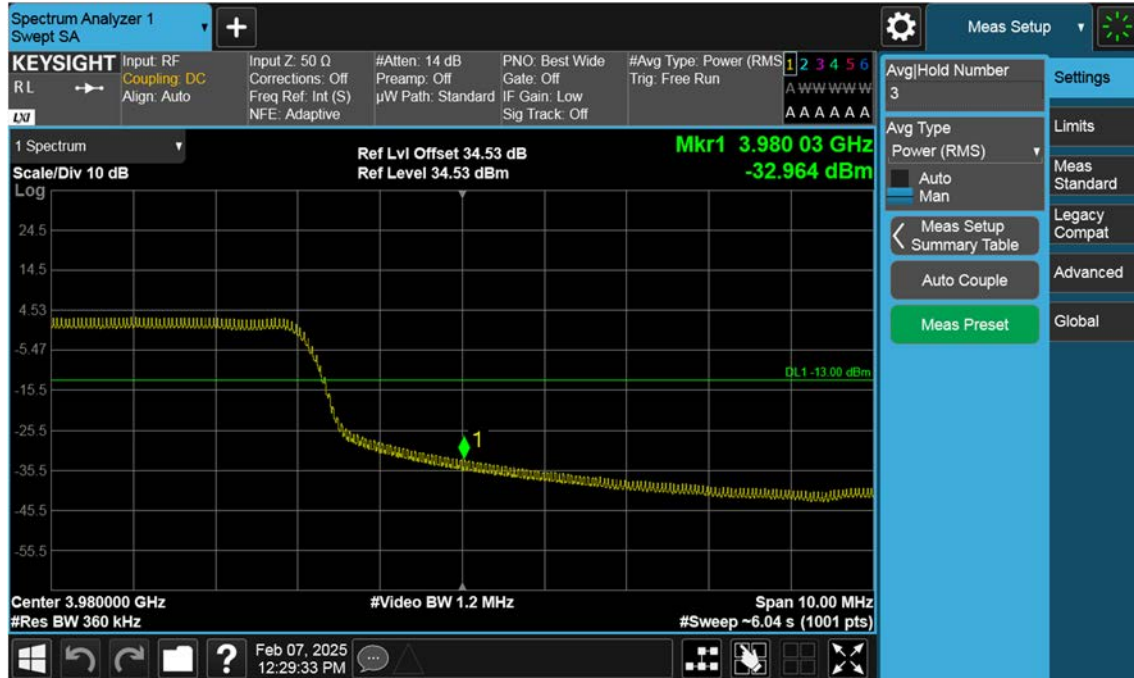 Spectrum Analyzer 1
Swept SA
Meas Setup
KEYSIGHT
R L
LXI
Input: RF
Coupling: DC
Align: Auto
Input Z: 50 Ω
Corrections: Off
Freq Ref: Int (S)
NFE: Adaptive
#Atten: 14 dB
Preamp: Off
µW Path: Standard
PNO: Best Wide
Gate: Off
IF Gain: Low
Sig Track: Off
#Avg Type: Power (RMS
Trig: Free Run
1 2 3 4 5 6
A W W W W W
A A A A A A
1 Spectrum
Scale/Div 10 dB
Log
Ref Lvl Offset 34.53 dB
Ref Level 34.53 dBm
Mkr1 3.980 03 GHz
-32.964 dBm
24.5
14.5
4.53
-5.47
-15.5
-25.5
-35.5
-45.5
-55.5
DL1 -13.00 dBm
1
Center 3.980000 GHz
#Res BW 360 kHz
#Video BW 1.2 MHz
Span 10.00 MHz
#Sweep ~6.04 s (1001 pts)
Avg|Hold Number
3
Avg Type
Power (RMS)
Auto
Man
Meas Setup
Summary Table
Auto Couple
Meas Preset
Settings
Limits
Meas
Standard
Legacy
Compat
Advanced
Global
?
Feb 07, 2025
12:29:33 PM